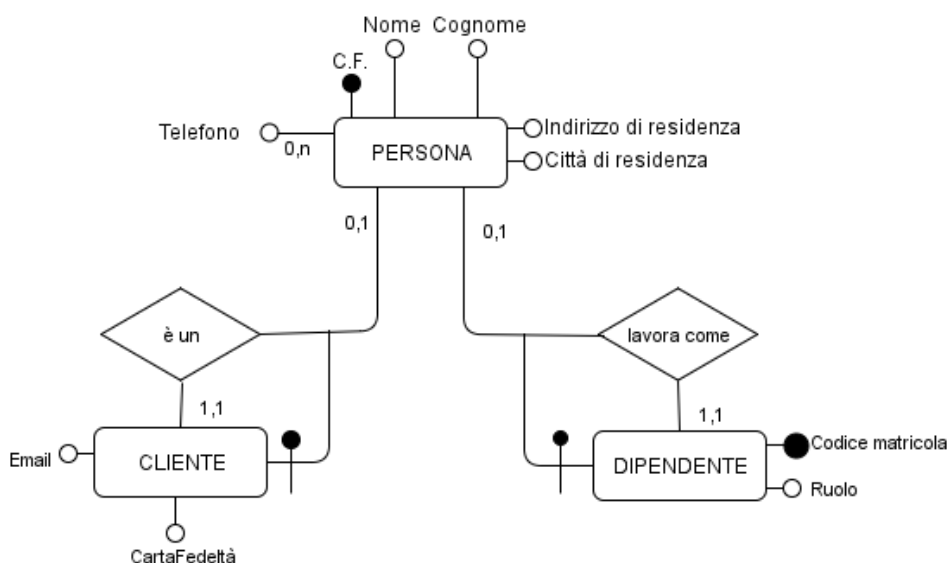 Nome Cognome
C.F.
Telefono
0,n
PERSONA
Indirizzo di residenza
Città di residenza
0,1
0,1
è un
lavora come
1,1
1,1
Email
CLIENTE
DIPENDENTE
Codice matricola
Ruolo
CartaFedeltà